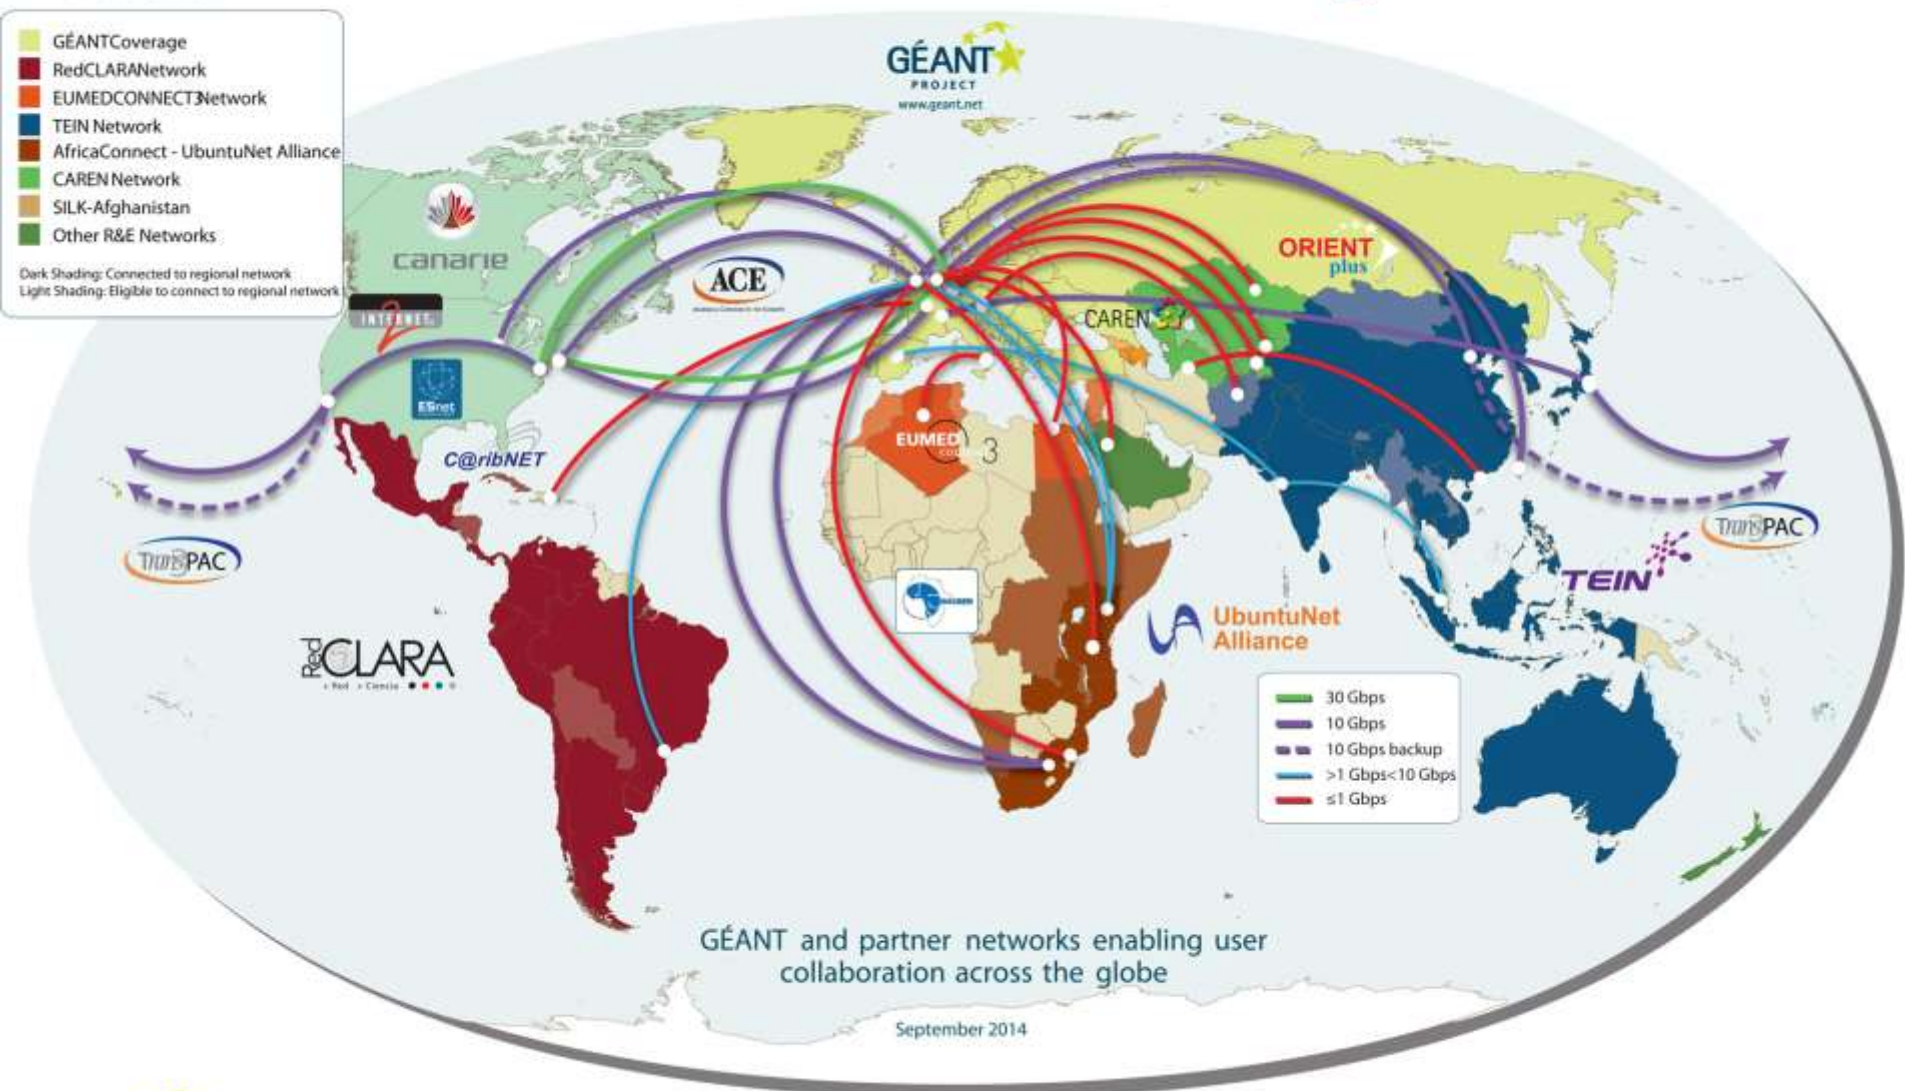 GÉANTCoverage
RedCLARANetwork
EUMEDCONNECT3Network
TEIN Network
AfricaConnect - UbuntuNet Alliance
CAREN Network
SILK-Afghanistan
Other R&E Networks
Dark Shading: Connected to regional network
Light Shading: Eligible to connect to regional network
GÉANT
PROJECT
www.geant.net
canarie
INTERNET
2
ESnet
ACE
C@ribNET
ORIENT
plus
CAREN
EUMED
3
TransPAC
3
TransPAC
3
TEIN
UbuntuNet
Alliance
Red
CLARA
30 Gbps
10 Gbps
10 Gbps backup
>1 Gbps<10 Gbps
≤1 Gbps
GÉANT and partner networks enabling user
collaboration across the globe
September 2014